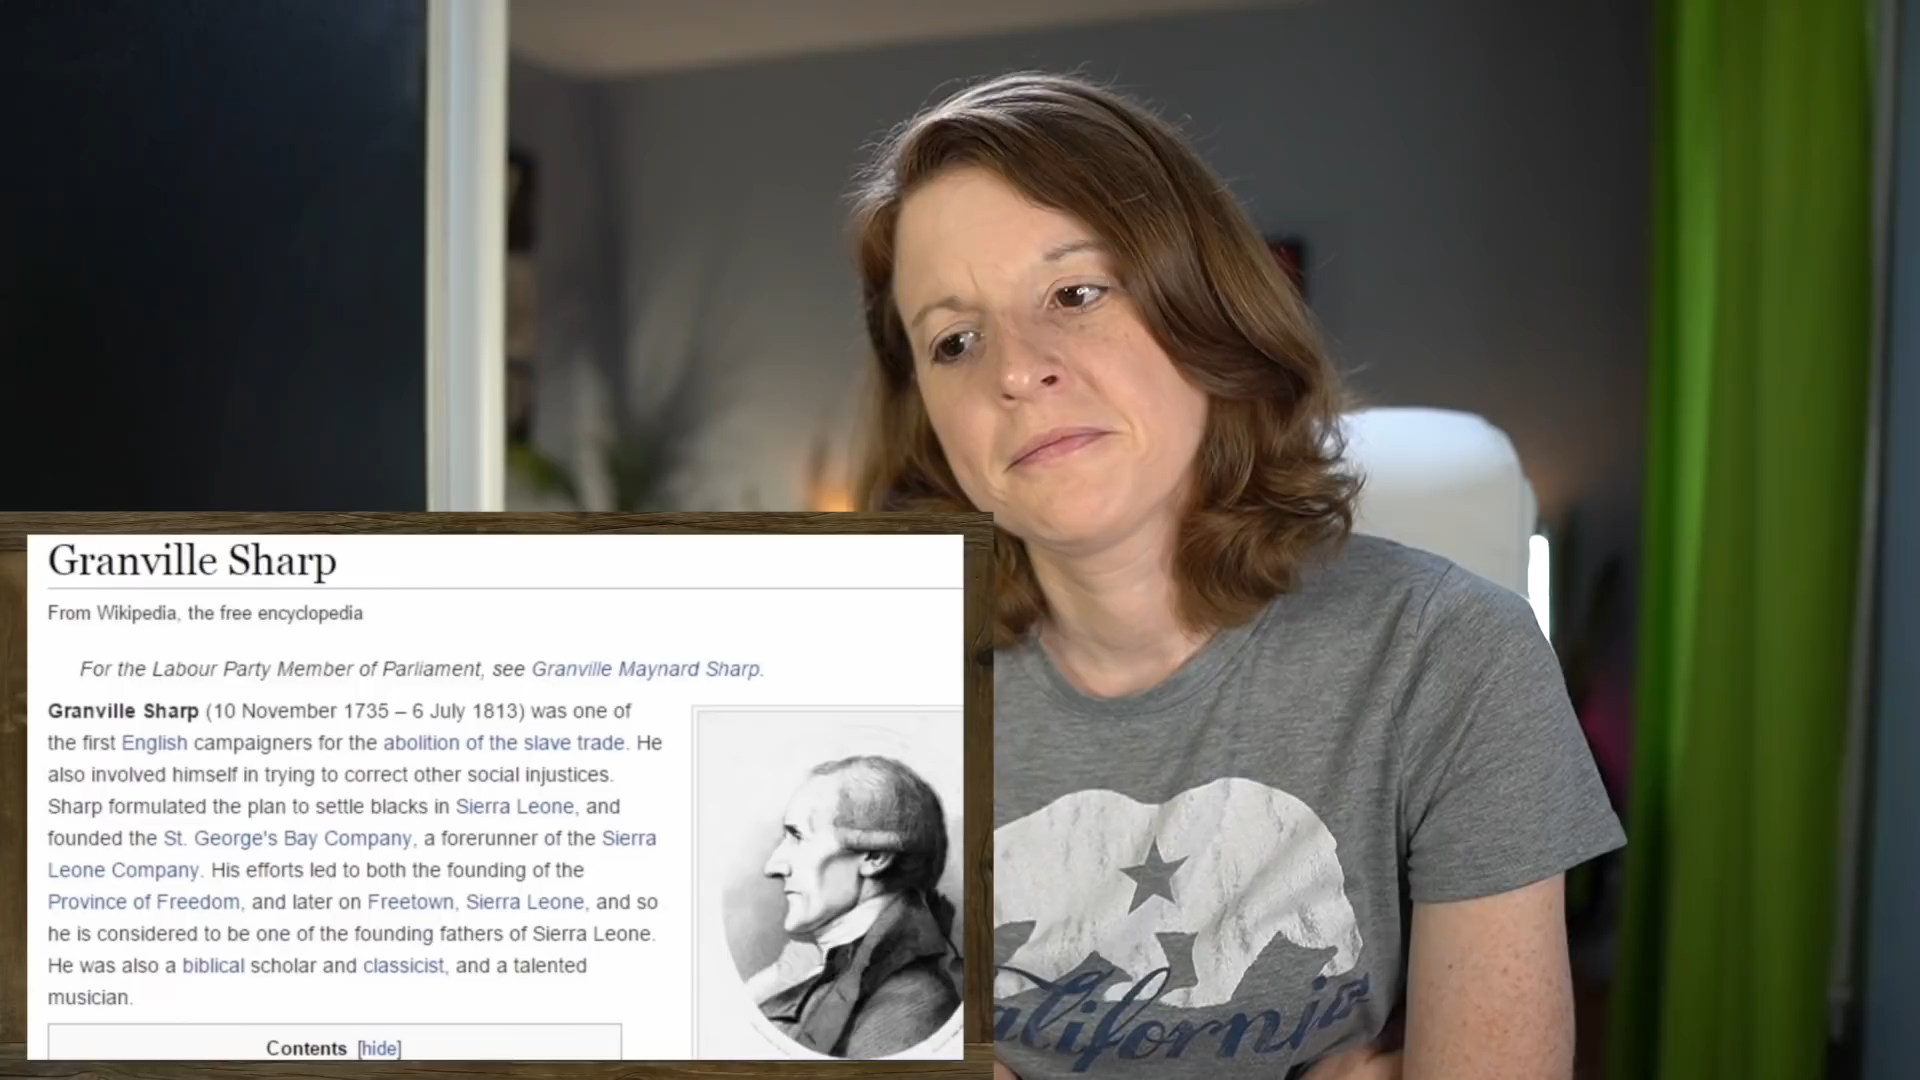 Granville Sharp
From Wikipedia, the free encyclopedia
For the Labour Party Member of Parliament, see Granville Maynard Sharp.
Granville Sharp (10 November 1735 – 6 July 1813) was one of
the first English campaigners for the abolition of the slave trade. He
also involved himself in trying to correct other social injustices.
Sharp formulated the plan to settle blacks in Sierra Leone, and
founded the St. George's Bay Company, a forerunner of the Sierra
Leone Company. His efforts led to both the founding of the
Province of Freedom, and later on Freetown, Sierra Leone, and so
he is considered to be one of the founding fathers of Sierra Leone.
He was also a biblical scholar and classicist, and a talented
musician.
Contents [hide]
alifornia